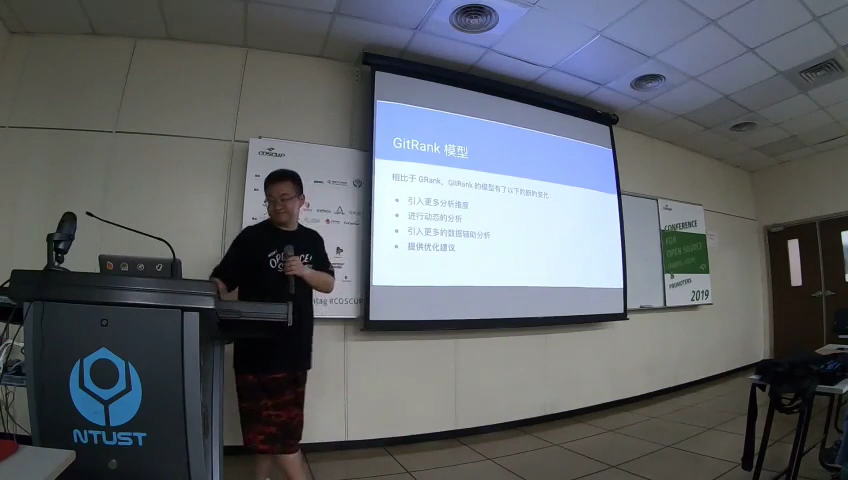 GitRank 模型
相比于 GRank, GitRank 的模型有了以下的新的变化
引入更多分析维度
进行动态的分析
引入更多的数据辅助分析
提供优化建议
COSCUP
htag #COSCUP
CONFERENCE
FOR
OPEN SOURCE
PROMOTERS
2019
NTUST